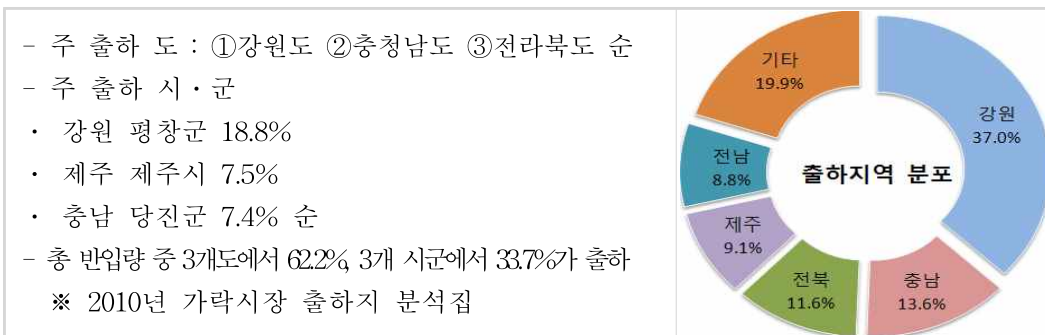 - 주 출하 도 : ①강원도 ②충청남도 ③전라북도 순
- 주 출하 시·군
· 강원 평창군 18.8%
· 제주 제주시 7.5%
· 충남 당진군 7.4% 순
- 총 반입량 중 3개도에서 62.2%, 3개 시군에서 33.7%가 출하
※ 2010년 가락시장 출하지 분석집
기타
19.9%
강원
37.0%
전남
8.8%
출하지역 분포
제주
9.1%
전북
11.6%
충남
13.6%